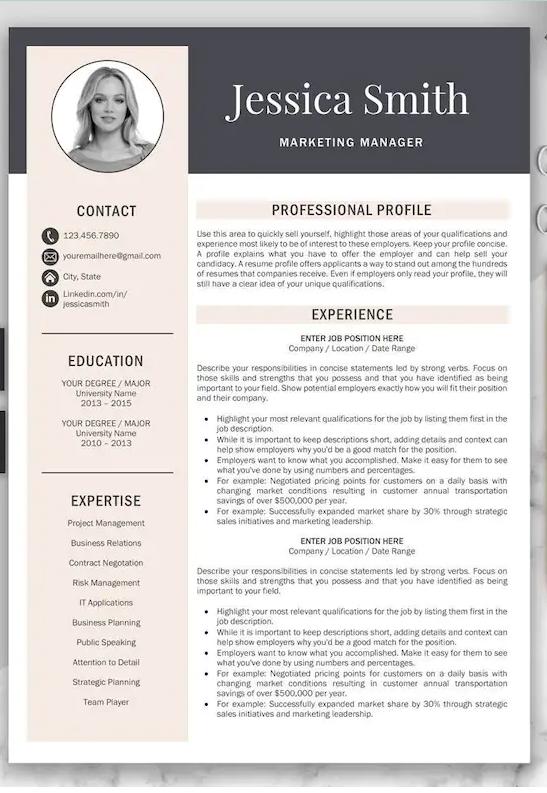 Jessica Smith
MARKETING MANAGER
CONTACT
123.456.7890
youremailhere@gmail.com
City, State
Linkedin.com/in/
jessicasmith
EDUCATION
YOUR DEGREE / MAJOR
University Name
2013 – 2015
YOUR DEGREE / MAJOR
University Name
2010 – 2013
EXPERTISE
Project Management
Business Relations
Contract Negotation
Risk Management
IT Applications
Business Planning
Public Speaking
Attention to Detail
Strategic Planning
Team Player
PROFESSIONAL PROFILE
Use this area to quickly sell yourself, highlight those areas of your qualifications and
experience most likely to be of interest to these employers. Keep your profile concise.
A profile explains what you have to offer the employer and can help sell your
candidacy. A resume profile offers applicants a way to stand out among the hundreds
of resumes that companies receive. Even if employers only read your profile, they will
still have a clear idea of your unique qualifications.
EXPERIENCE
ENTER JOB POSITION HERE
Company / Location / Date Range
Describe your responsibilities in concise statements led by strong verbs. Focus on
those skills and strengths that you possess and that you have identified as being
important to your field. Show potential employers exactly how you will fit their position
and their company.
• Highlight your most relevant qualifications for the job by listing them first in the
job description.
• While it is important to keep descriptions short, adding details and context can
help show employers why you'd be a good match for the position.
• Employers want to know what you accomplished. Make it easy for them to see
what you've done by using numbers and percentages.
• For example: Negotiated pricing points for customers on a daily basis with
changing market conditions resulting in customer annual transportation
savings of over $500,000 per year.
• For example: Successfully expanded market share by 30% through strategic
sales initiatives and marketing leadership.
ENTER JOB POSITION HERE
Company / Location / Date Range
Describe your responsibilities in concise statements led by strong verbs. Focus on
those skills and strengths that you possess and that you have identified as being
important to your field.
• Highlight your most relevant qualifications for the job by listing them first in the
job description.
• While it is important to keep descriptions short, adding details and context can
help show employers why you'd be a good match for the position.
• Employers want to know what you accomplished. Make it easy for them to see
what you've done by using numbers and percentages.
• For example: Negotiated pricing points for customers on a daily basis with
changing market conditions resulting in customer annual transportation
savings of over $500,000 per year.
• For example: Successfully expanded market share by 30% through strategic
sales initiatives and marketing leadership.